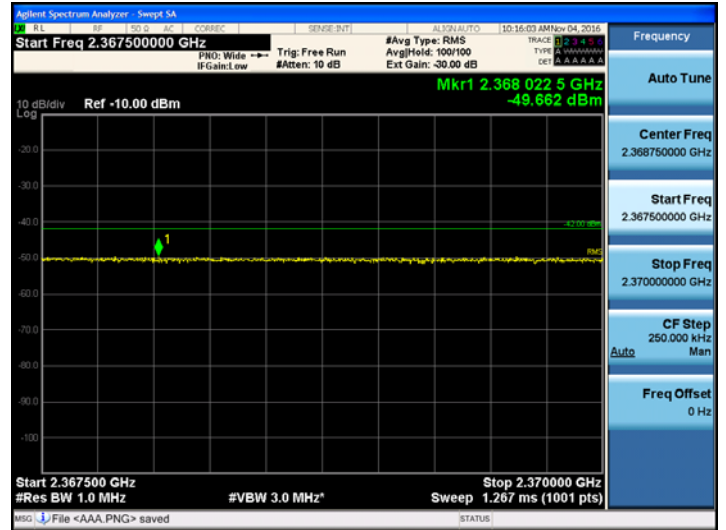 Agilent Spectrum Analyzer - Swept SA
RL RF 50 Ω AC CORREC SENSE:INT ALIGNAUTO 10:16:03 AM Nov 04, 2016
Start Freq 2.367500000 GHz
PNO: Wide
IFGain:Low
Trig: Free Run
#Atten: 10 dB
#Avg Type: RMS
Avg|Hold: 100/100
Ext Gain: -30.00 dB
TRACE 1 2 3 4 5 6
TYPE A
DET A A A A A A
Mkr1 2.368 022 5 GHz
-49.662 dBm
10 dB/div Ref -10.00 dBm
Log
-20.0
-30.0
-40.0
-42.00 dBm
1
RMS
-50.0
-60.0
-70.0
-80.0
-90.0
-100
Start 2.367500 GHz Stop 2.370000 GHz
#Res BW 1.0 MHz #VBW 3.0 MHz* Sweep 1.267 ms (1001 pts)
MSG File <AAA.PNG> saved STATUS
Frequency
Auto Tune
Center Freq
2.368750000 GHz
Start Freq
2.367500000 GHz
Stop Freq
2.370000000 GHz
CF Step
250.000 kHz
Auto Man
Freq Offset
0 Hz